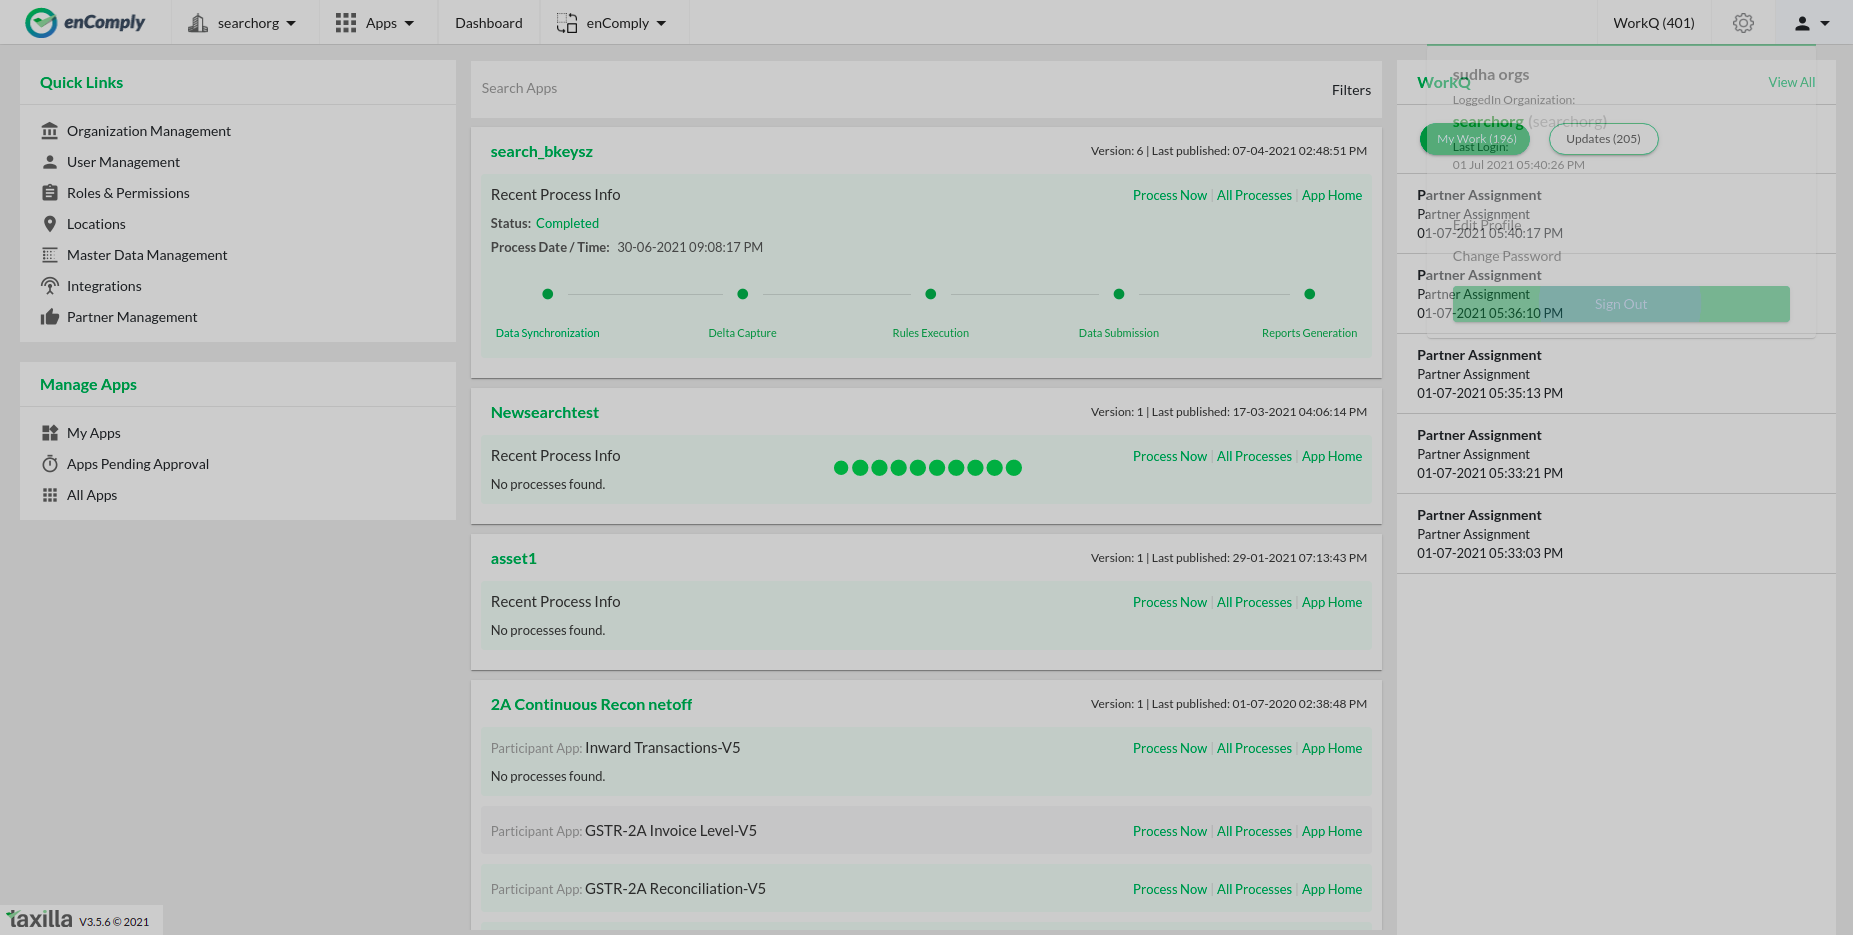 enComply
searchorg
Apps
Dashboard
enComply
WorkQ (401)
Quick Links
Organization Management
User Management
Roles & Permissions
Locations
Master Data Management
Integrations
Partner Management
Manage Apps
My Apps
Apps Pending Approval
All Apps
Search Apps
Filters
search_bkeysz
Version: 6 | Last published: 07-04-2021 02:48:51 PM
Recent Process Info
Process Now | All Processes | App Home
Status: Completed
Process Date / Time: 30-06-2021 09:08:17 PM
Data Synchronization
Delta Capture
Rules Execution
Data Submission
Reports Generation
Newsearchtest
Version: 1 | Last published: 17-03-2021 04:06:14 PM
Recent Process Info
Process Now | All Processes | App Home
No processes found.
asset1
Version: 1 | Last published: 29-01-2021 07:13:43 PM
Recent Process Info
Process Now | All Processes | App Home
No processes found.
2A Continuous Recon netoff
Version: 1 | Last published: 01-07-2020 02:38:48 PM
Participant App: Inward Transactions-V5
Process Now | All Processes | App Home
No processes found.
Participant App: GSTR-2A Invoice Level-V5
Process Now | All Processes | App Home
Participant App: GSTR-2A Reconciliation-V5
Process Now | All Processes | App Home
WorkQ
View All
My Work (196)
Updates (205)
Partner Assignment
Partner Assignment
01-07-2021 05:40:17 PM
Partner Assignment
Partner Assignment
01-07-2021 05:36:10 PM
Partner Assignment
Partner Assignment
01-07-2021 05:35:13 PM
Partner Assignment
Partner Assignment
01-07-2021 05:33:21 PM
Partner Assignment
Partner Assignment
01-07-2021 05:33:03 PM
sudha orgs
LoggedIn Organization:
searchorg (searchorg)
Last Login:
01 Jul 2021 05:40:26 PM
Edit Profile
Change Password
Sign Out
taxilla V3.5.6 © 2021